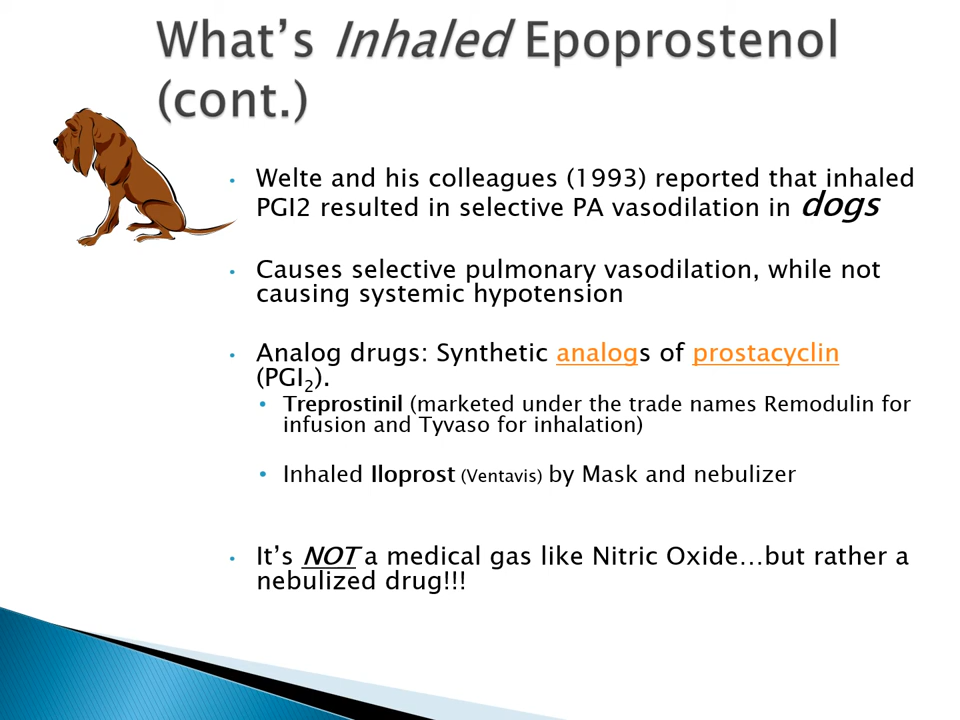 What’s Inhaled Epoprostenol
(cont.)
• Welte and his colleagues (1993) reported that inhaled
PGI2 resulted in selective PA vasodilation in dogs
• Causes selective pulmonary vasodilation, while not
causing systemic hypotension
• Analog drugs: Synthetic analogs of prostacyclin
(PGI₂).
• Treprostinil (marketed under the trade names Remodulin for
infusion and Tyvaso for inhalation)
• Inhaled Iloprost (Ventavis) by Mask and nebulizer
• It’s NOT a medical gas like Nitric Oxide…but rather a
nebulized drug!!!